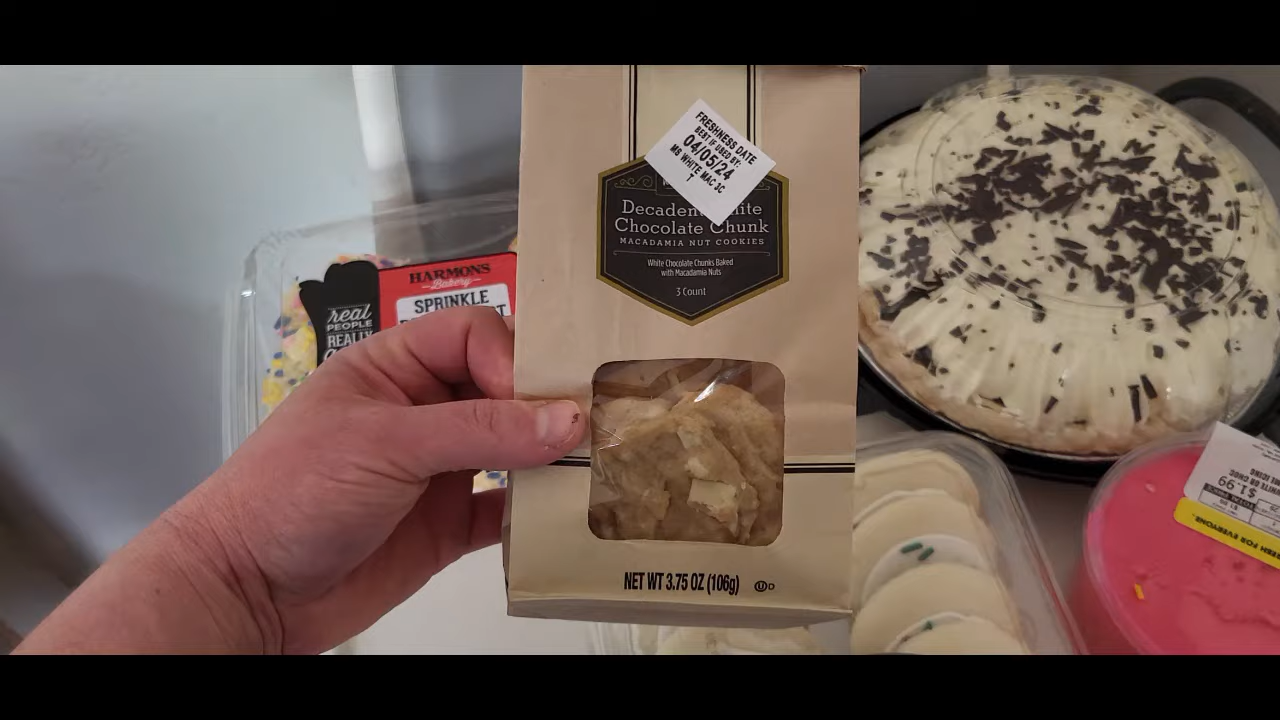 FRESHNESS DATE
BEST IF USED BY:
04/05/24
MS WHITE MAC 3C
T
Chocolate Chunk
MACADAMIA NUT COOKIES
White Chocolate Chunks Baked
with Macadamia Nuts
3 Count
NET WT 3.75 OZ (106g)
U D
HARMONS
Bakery
SPRINKLE
real
PEOPLE
REALLY
$1.99